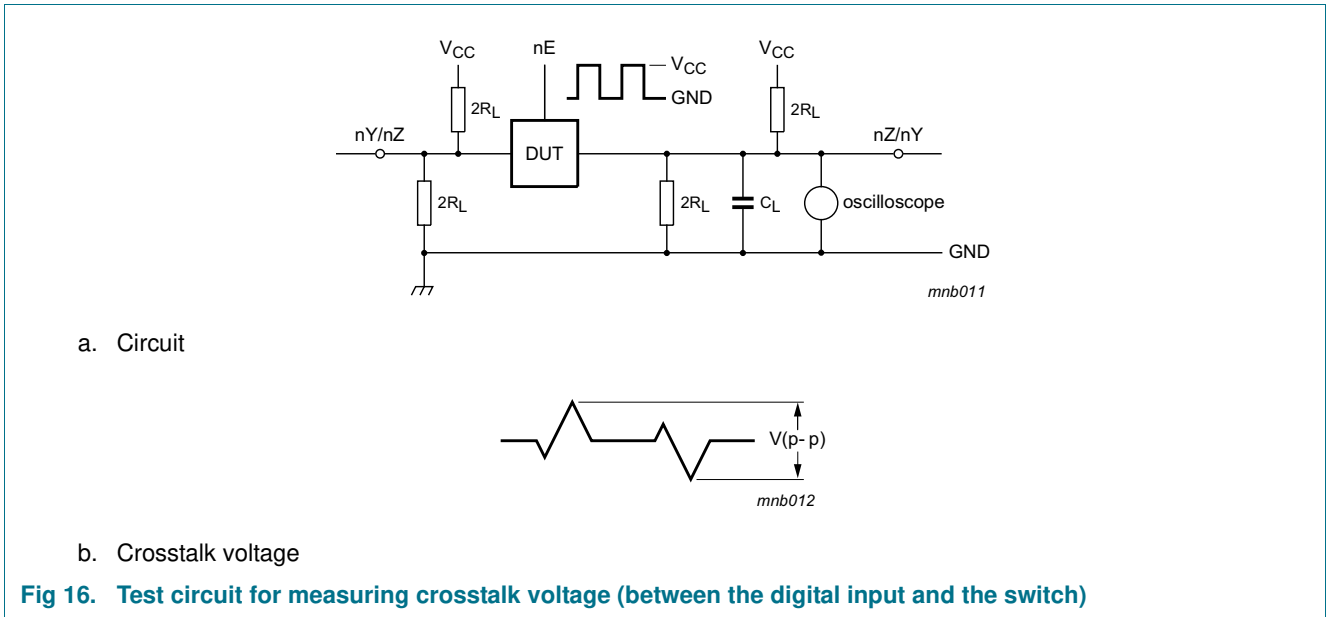 VCC
nE
VCC
VCC
GND
2RL
2RL
nY/nZ
nZ/nY
DUT
2RL
2RL
CL
oscilloscope
GND
mnb011
a. Circuit
V(p-p)
mnb012
b. Crosstalk voltage
Fig 16. Test circuit for measuring crosstalk voltage (between the digital input and the switch)